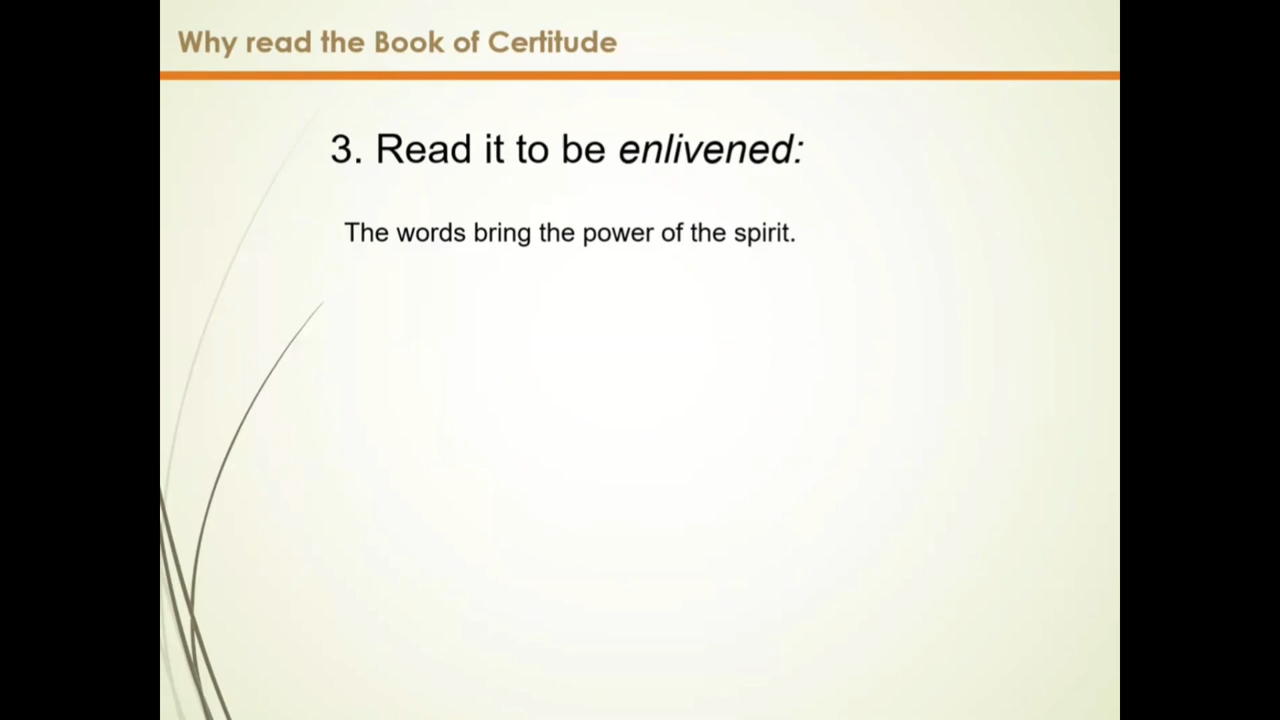 Why read the Book of Certitude
3. Read it to be enlivened:
The words bring the power of the spirit.